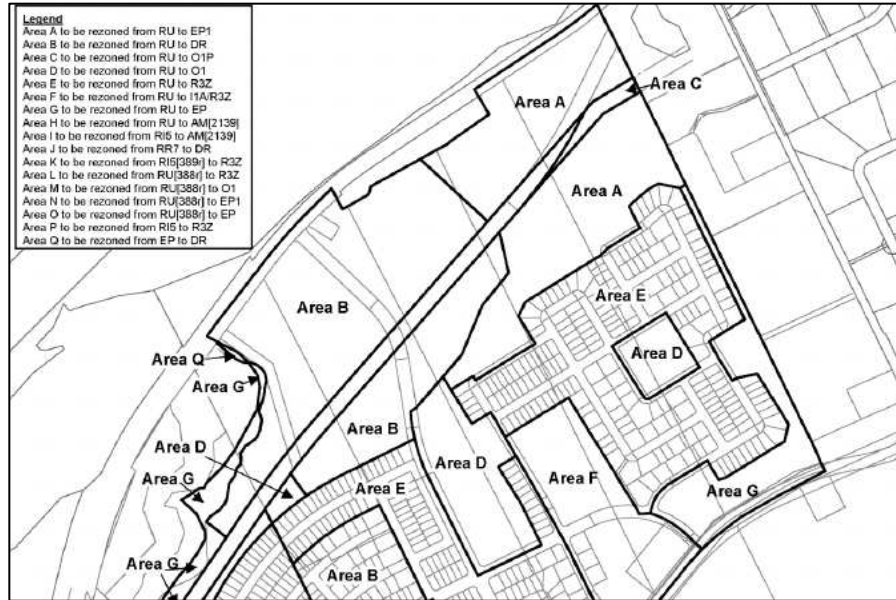 Legend
Area A to be rezoned from RU to EP1
Area B to be rezoned from RU to DR
Area C to be rezoned from RU to O1P
Area D to be rezoned from RU to O1
Area E to be rezoned from RU to R3Z
Area F to be rezoned from RU to I1A/R3Z
Area G to be rezoned from RU to EP
Area H to be rezoned from RU to AM[2139]
Area I to be rezoned from RI5 to AM[2139]
Area J to be rezoned from RR7 to DR
Area K to be rezoned from RI5[389r] to R3Z
Area L to be rezoned from RU[388r] to R3Z
Area M to be rezoned from RU[388r] to O1
Area N to be rezoned from RU[388r] to EP1
Area O to be rezoned from RU[388r] to EP
Area P to be rezoned from RI5 to R3Z
Area Q to be rezoned from EP to DR
Area C
Area A
Area A
Area E
Area B
Area D
Area Q
Area G
Area B
Area D
Area D
Area G
Area F
Area E
Area G
Area G
Area B